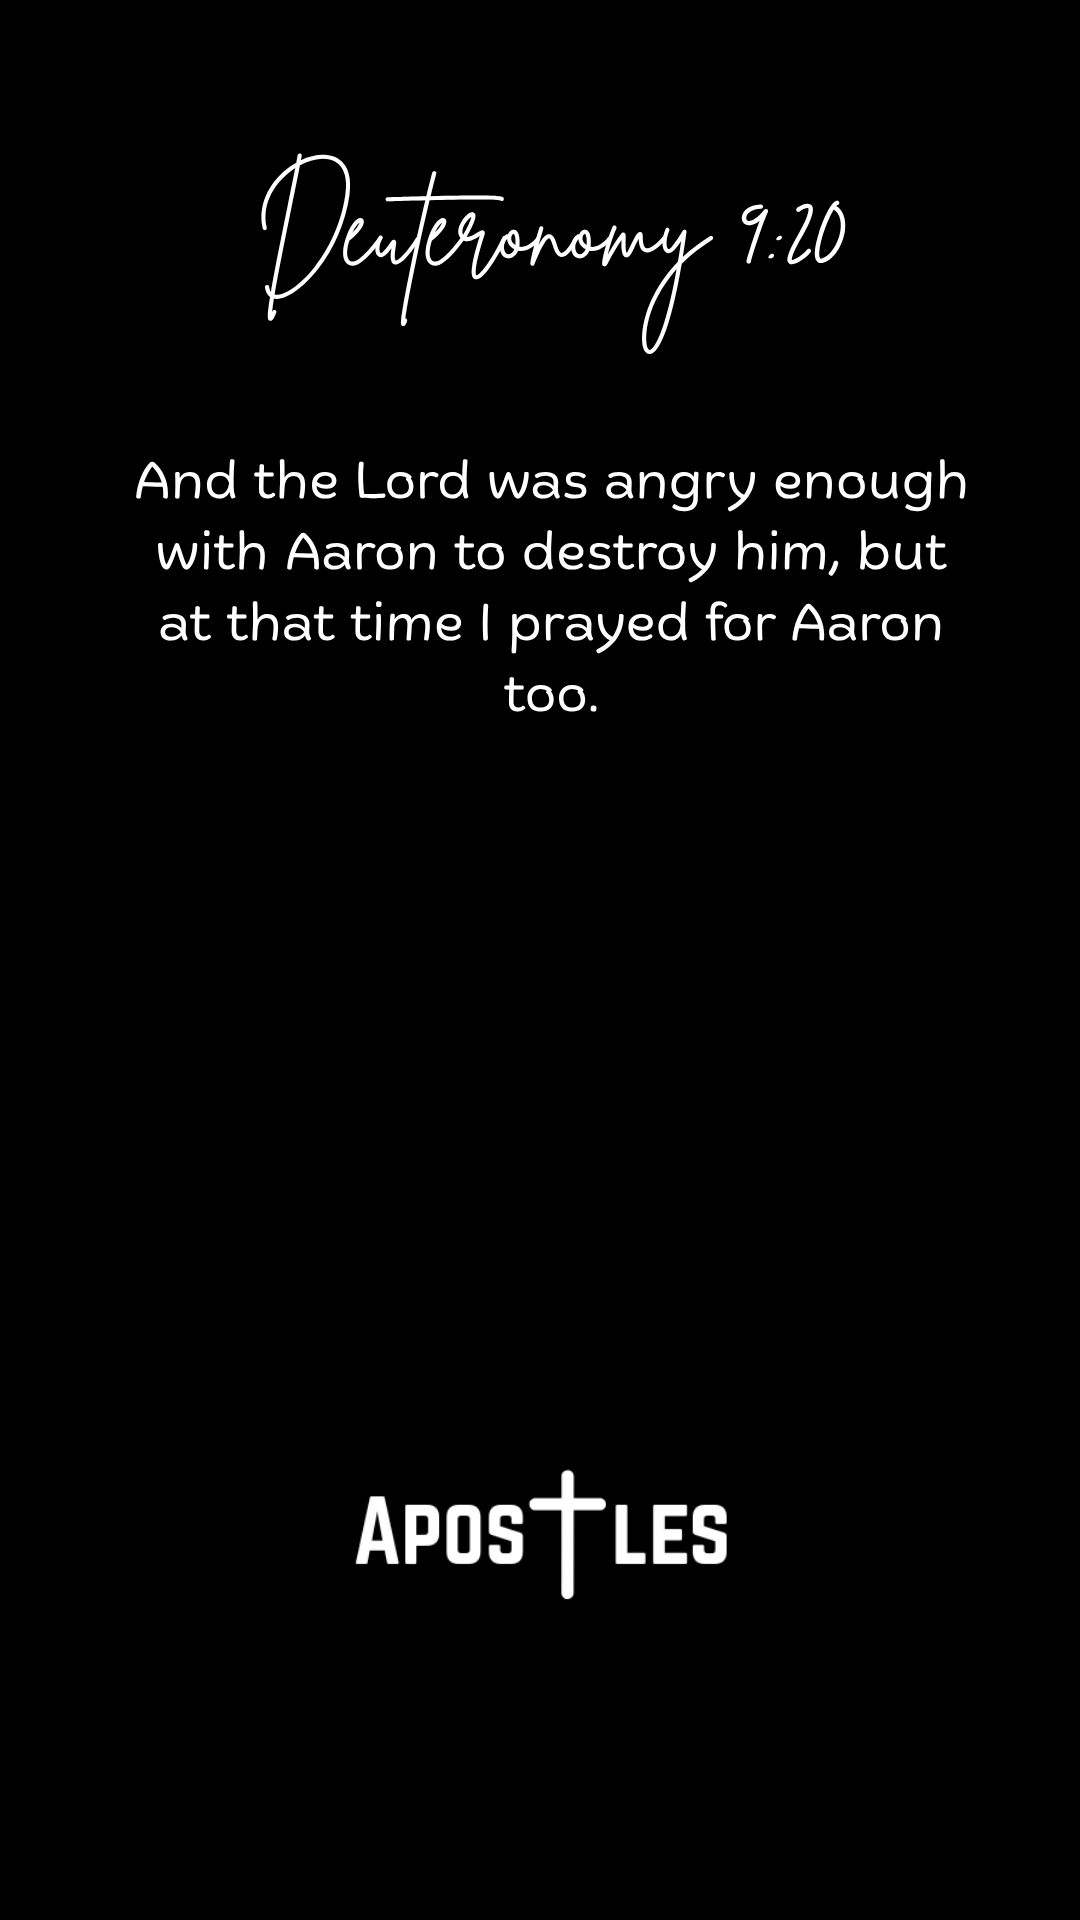 Deuteronomy 9:20
And the Lord was angry enough
with Aaron to destroy him, but
at that time I prayed for Aaron
too.
APOSTLES